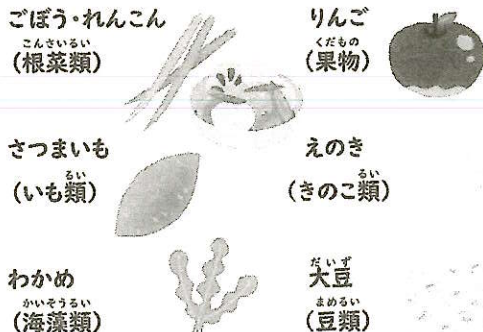 ごぼう・れんこん
こんさいるい
(根菜類)
りんご
くだもの
(果物)
さつまいも
るい
(いも類)
えのき
るい
(きのこ類)
わかめ
かいそうるい
(海藻類)
だいず
大豆
まめるい
(豆類)